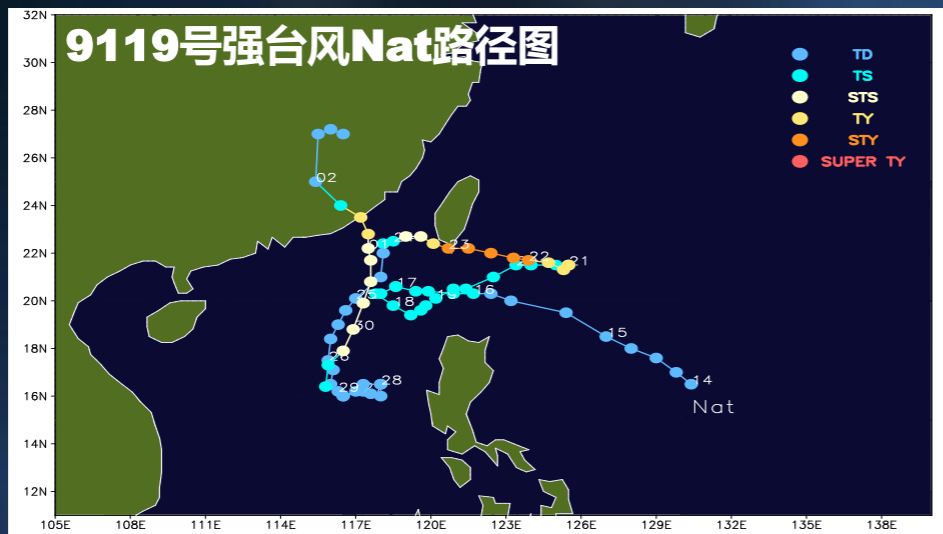 9119号强台风Nat路径图
32N
30N
28N
26N
24N
22N
20N
18N
16N
14N
12N
TD
TS
STS
TY
STY
SUPER TY
02
01
23
22
21
17
16
25
18
19
15
30
26
14
29
28
Nat
105E 108E 111E 114E 117E 120E 123E 126E 129E 132E 135E 138E